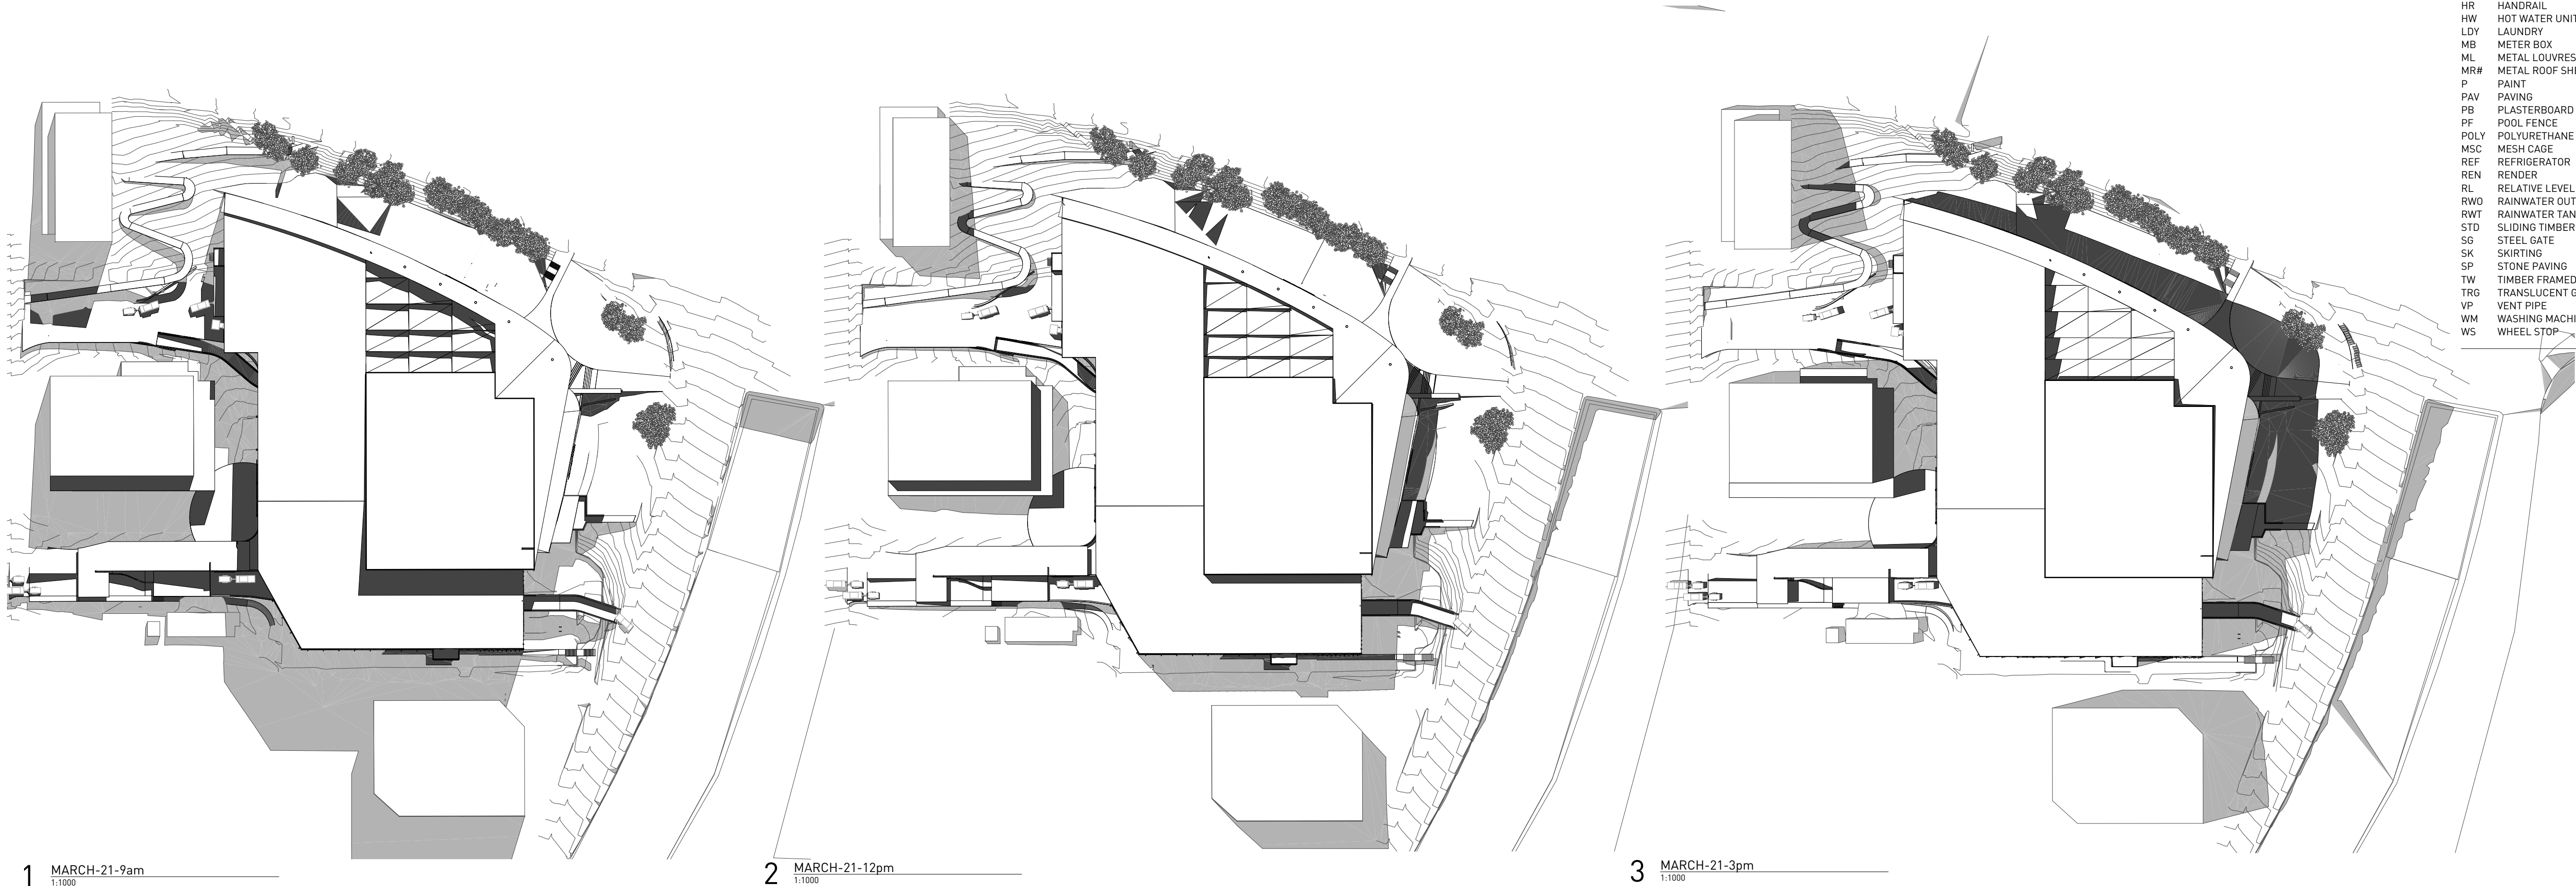 HR HANDRAIL
HW HOT WATER UNIT
LDY LAUNDRY
MB METER BOX
ML METAL LOUVRES
MR# METAL ROOF SHE
P PAINT
PAV PAVING
PB PLASTERBOARD
PF POOL FENCE
POLY POLYURETHANE
MSC MESH CAGE
REF REFRIGERATOR
REN RENDER
RL RELATIVE LEVEL
RWO RAINWATER OUT
RWT RAINWATER TAN
STD SLIDING TIMBER
SG STEEL GATE
SK SKIRTING
SP STONE PAVING
TW TIMBER FRAMED
TRG TRANSLUCENT G
VP VENT PIPE
WM WASHING MACHI
WS WHEEL STOP
1 MARCH-21-9am
1:1000
2 MARCH-21-12pm
1:1000
3 MARCH-21-3pm
1:1000